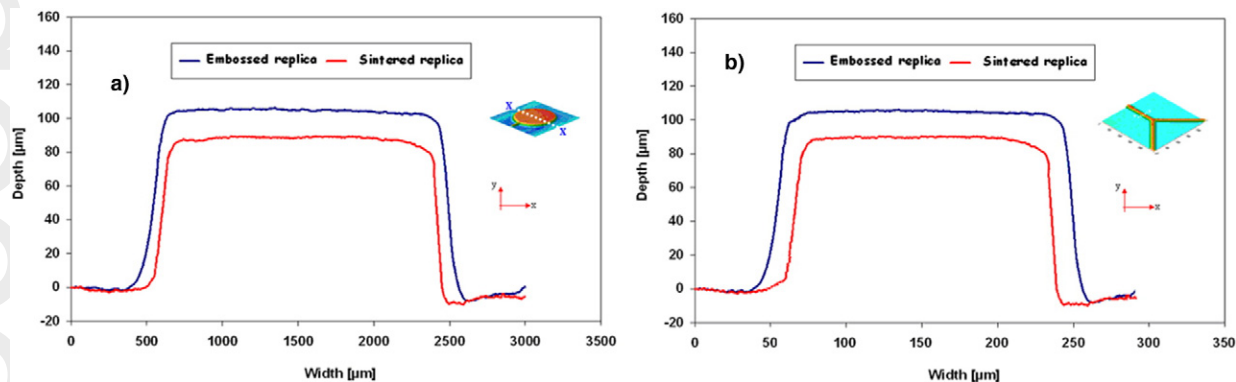 160
140
120
100
80
60
40
20
0
-20
Depth [µm]
a)
Embossed replica
Sintered replica
X
X
y
x
0
500
1000
1500
2000
2500
3000
3500
Width [µm]
160
140
120
100
80
60
40
20
0
-20
Depth [µm]
b)
Embossed replica
Sintered replica
y
x
0
50
100
150
200
250
300
350
Width [µm]